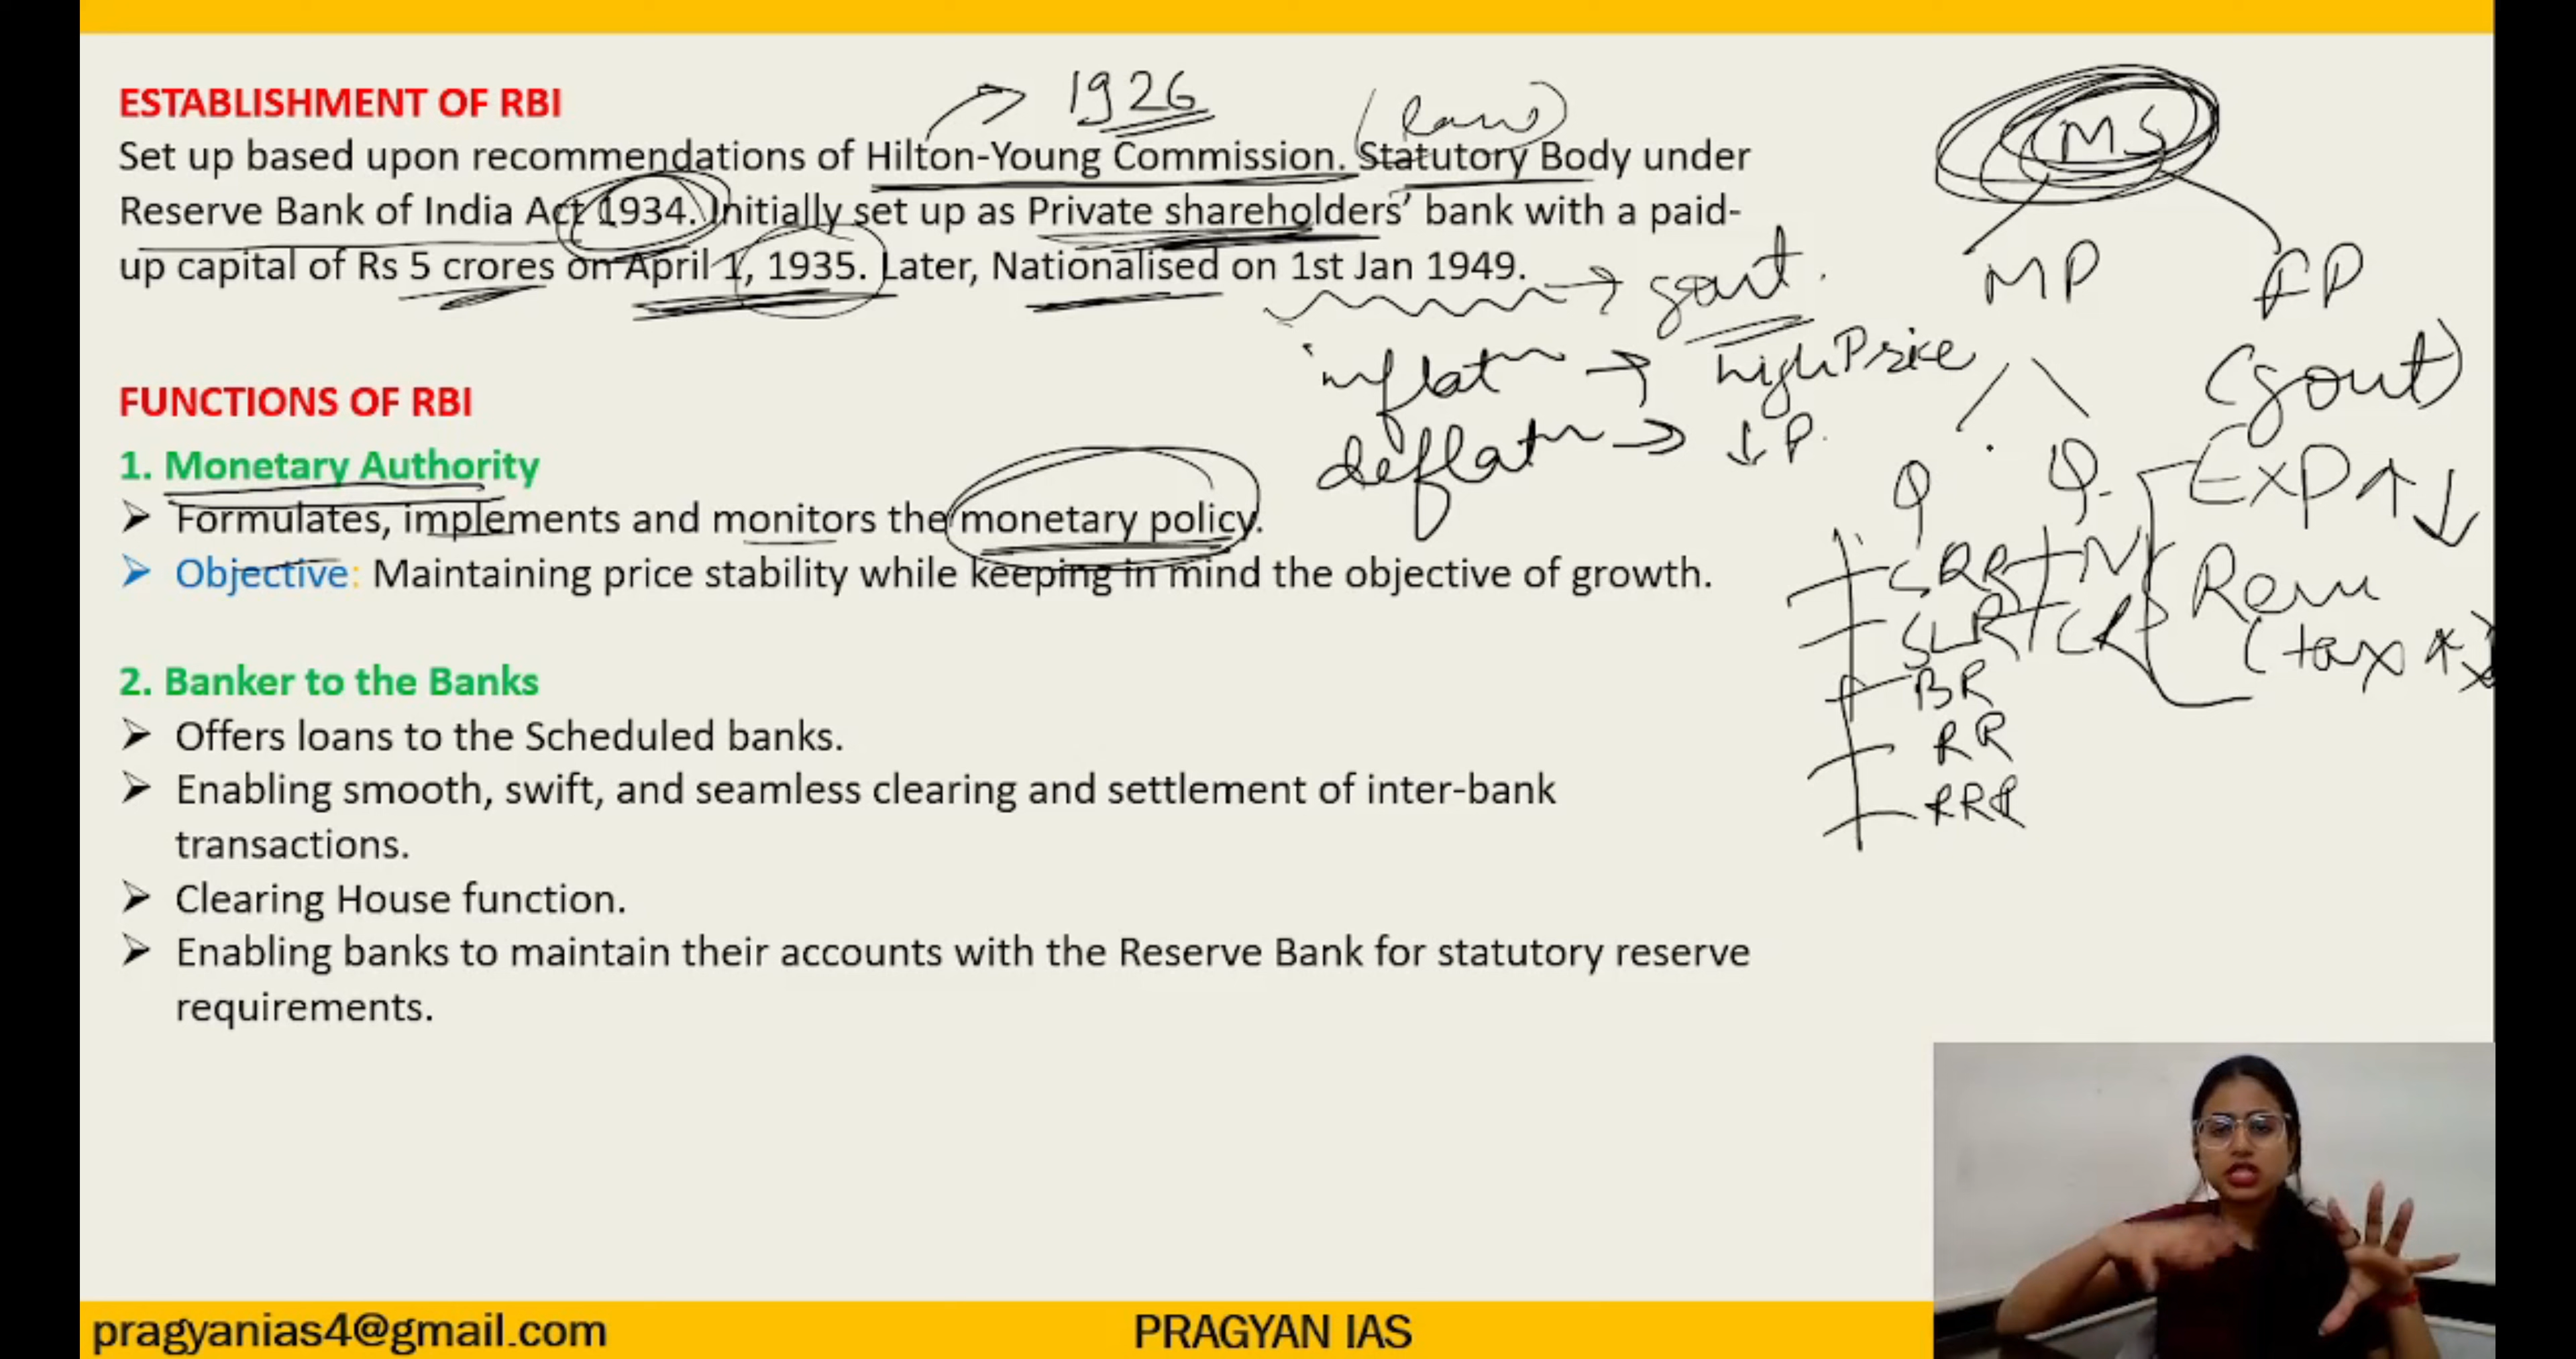 ESTABLISHMENT OF RBI
1926
(law)
Set up based upon recommendations of Hilton-Young Commission. Statutory Body under
Reserve Bank of India Act 1934. Initially set up as Private shareholders’ bank with a paid-
up capital of Rs 5 crores on April 1, 1935. Later, Nationalised on 1st Jan 1949.
→ govt.
inflatn → high Price
deflatn → ↓ P.
MS
MP
FP
(govt)
Exp ↑ ↓
Q
Q
CRR
SLR
BR
RR
RRR
(tax
FUNCTIONS OF RBI
1. Monetary Authority
➢ Formulates, implements and monitors the monetary policy.
➢ Objective: Maintaining price stability while keeping in mind the objective of growth.
2. Banker to the Banks
➢ Offers loans to the Scheduled banks.
➢ Enabling smooth, swift, and seamless clearing and settlement of inter-bank
transactions.
➢ Clearing House function.
➢ Enabling banks to maintain their accounts with the Reserve Bank for statutory reserve
requirements.
pragyanias4@gmail.com
PRAGYAN IAS